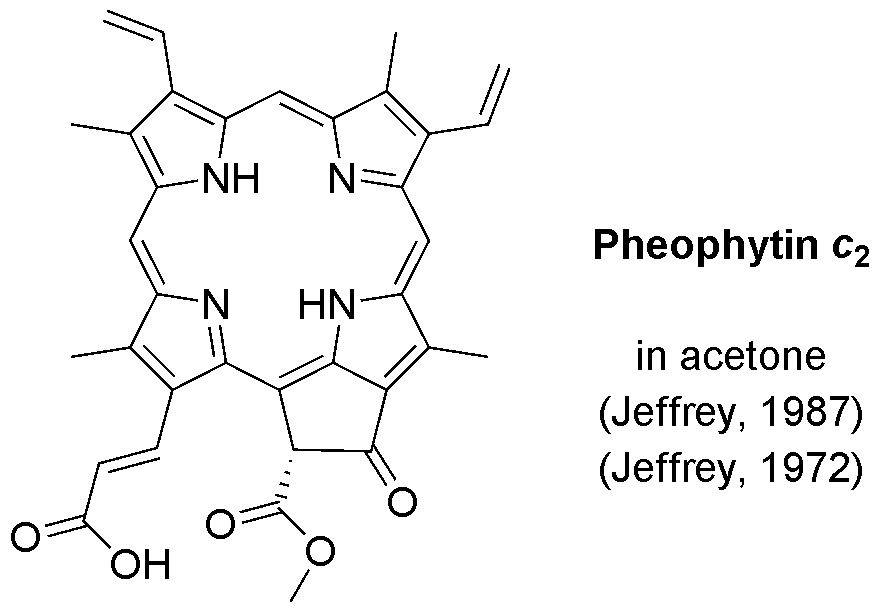 NH
N
N
HN
O
O
OH
O
O
Pheophytin c2
in acetone
(Jeffrey, 1987)
(Jeffrey, 1972)